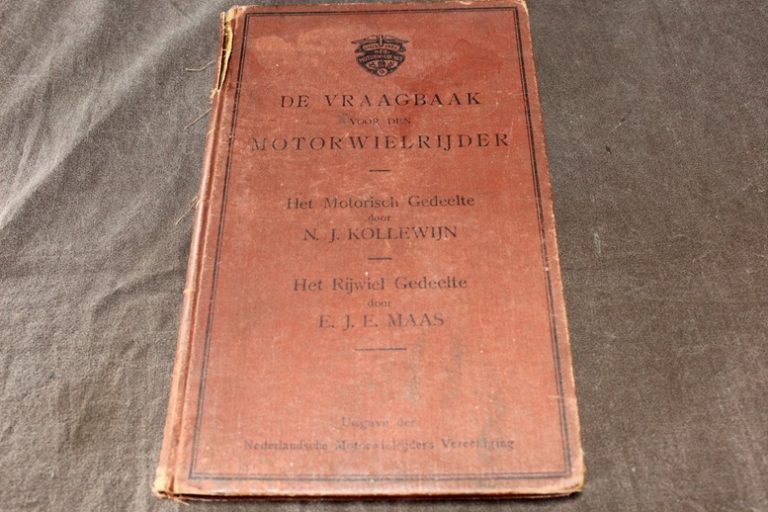 DE VRAAGBAAK
VOOR DEN
MOTORWIELRIJDER
Het Motorisch Gedeelte
door
N. J. KOLLEWIJN
Het Rijwiel Gedeelte
door
E. J. E. MAAS
Uitgave der
Nederlandsche Motorwielrijders Vereeniging